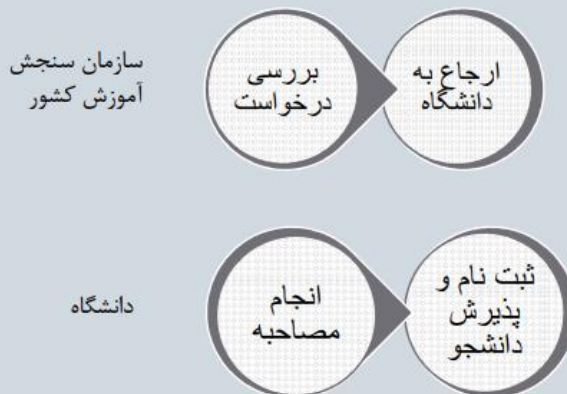 سازمان سنجش
آموزش کشور
بررسی
درخواست
ارجاع به
دانشگاه
دانشگاه
انجام
مصاحبه
ثبت نام و
پذیرش
دانشجو